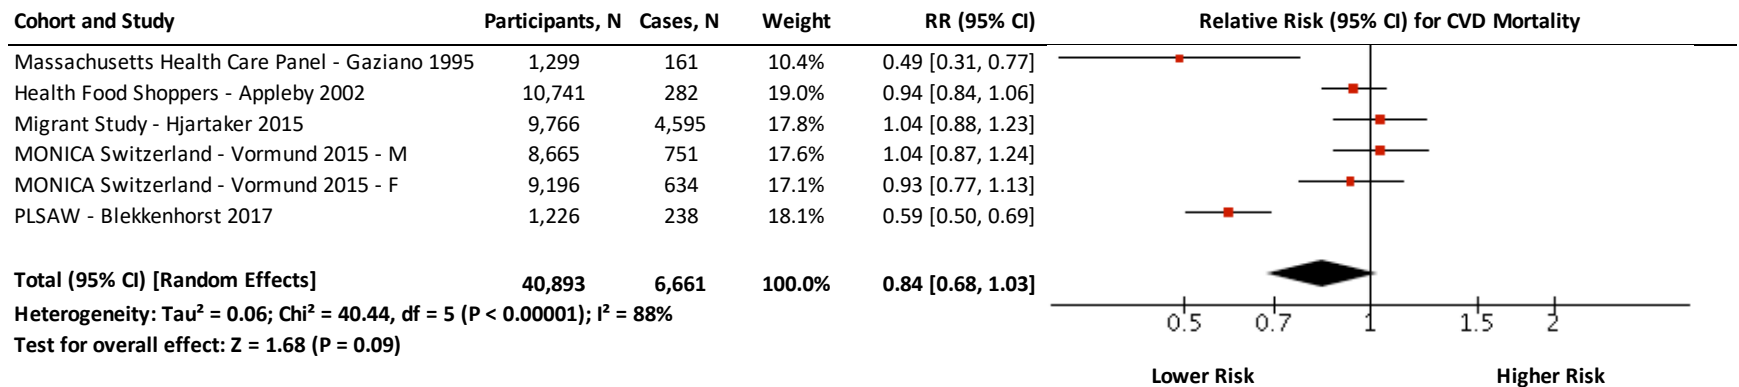 Cohort and Study Participants, N Cases, N Weight RR (95% CI) Relative Risk (95% CI) for CVD Mortality
Massachusetts Health Care Panel - Gaziano 1995 1,299 161 10.4% 0.49 [0.31, 0.77]
Health Food Shoppers - Appleby 2002 10,741 282 19.0% 0.94 [0.84, 1.06]
Migrant Study - Hjartaker 2015 9,766 4,595 17.8% 1.04 [0.88, 1.23]
MONICA Switzerland - Vormund 2015 - M 8,665 751 17.6% 1.04 [0.87, 1.24]
MONICA Switzerland - Vormund 2015 - F 9,196 634 17.1% 0.93 [0.77, 1.13]
PLSAW - Blekkenhorst 2017 1,226 238 18.1% 0.59 [0.50, 0.69]
Total (95% CI) [Random Effects] 40,893 6,661 100.0% 0.84 [0.68, 1.03]
Heterogeneity: Tau² = 0.06; Chi² = 40.44, df = 5 (P < 0.00001); I² = 88%
0.5 0.7 1 1.5 2
Test for overall effect: Z = 1.68 (P = 0.09)
Lower Risk Higher Risk